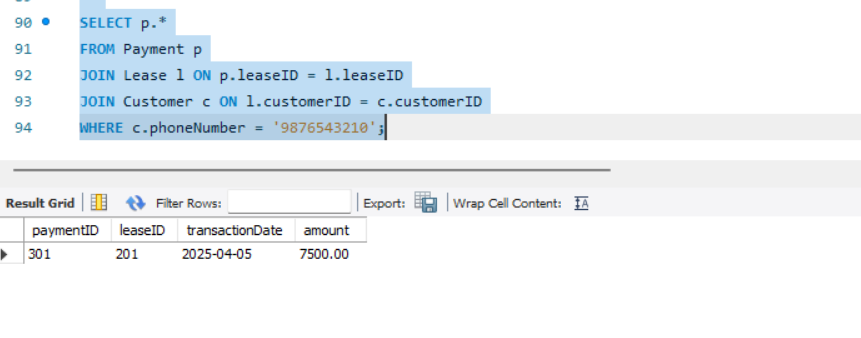 90 SELECT p.*
91 FROM Payment p
92 JOIN Lease l ON p.leaseID = l.leaseID
93 JOIN Customer c ON l.customerID = c.customerID
94 WHERE c.phoneNumber = '9876543210';
Result Grid Filter Rows: Export: Wrap Cell Content: IA
paymentID leaseID transactionDate amount
301 201 2025-04-05 7500.00